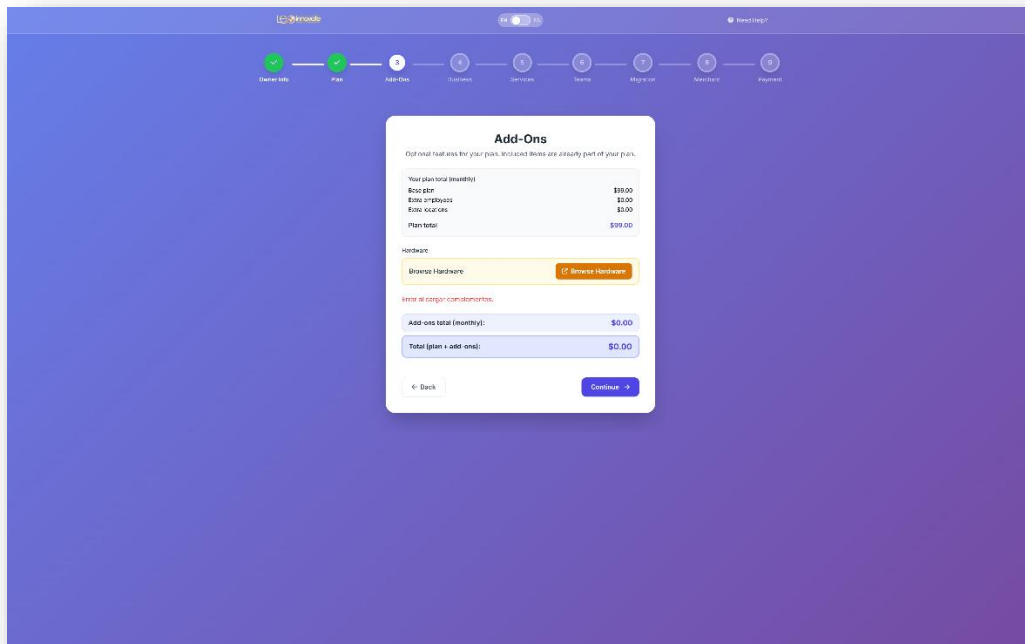 innovate
EN ES
Need Help?
3 4 5 6 7 8 9
Owner Info Plan Add-Ons Business Services Teams Migration Merchant Payment
Add-Ons
Optional features for your plan. Included items are already part of your plan.
Your plan total (monthly)
Base plan $99.00
Extra employees $0.00
Extra locations $0.00
Plan total $99.00
Hardware
Browse Hardware Browse Hardware
Error al cargar complementos.
Add-ons total (monthly): $0.00
Total (plan + add-ons): $0.00
← Back Continue →